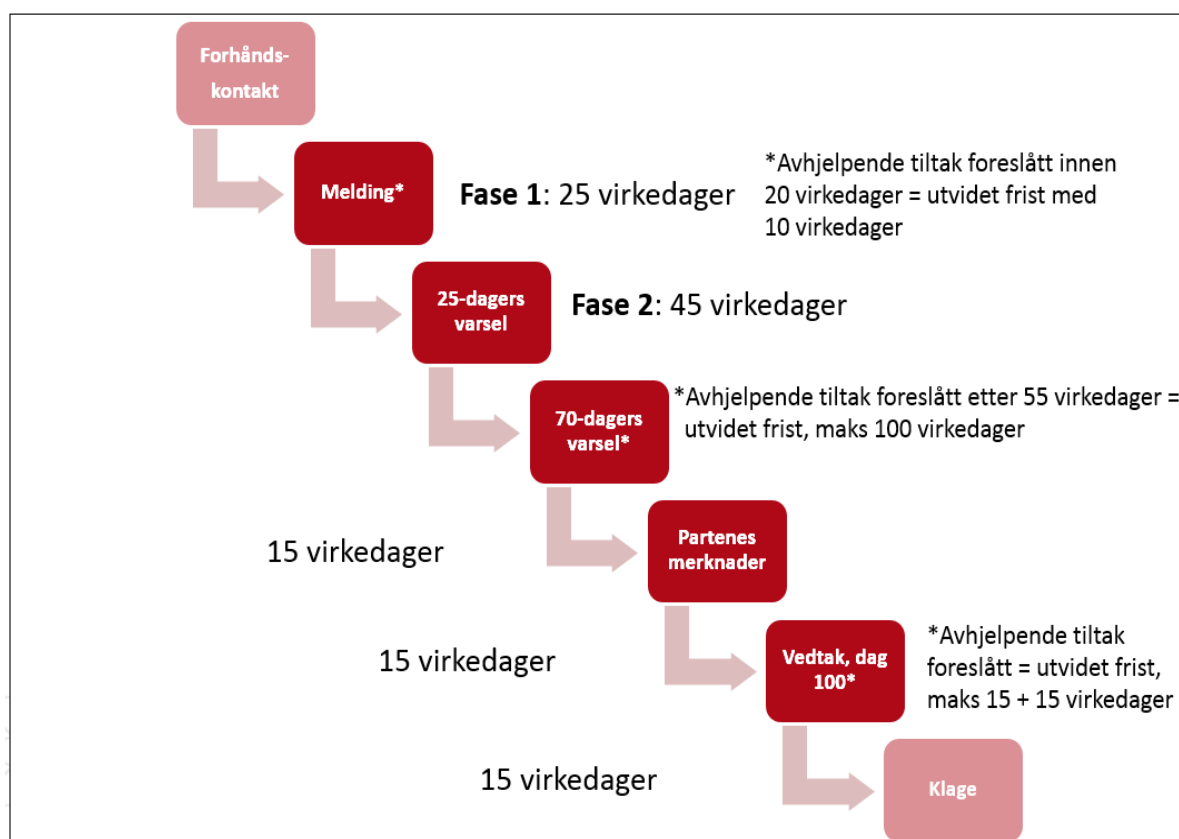 Forhånds-
kontakt
Melding*
Fase 1: 25 virkedager
*Avhjelpende tiltak foreslått innen
20 virkedager = utvidet frist med
10 virkedager
25-dagers
varsel
Fase 2: 45 virkedager
70-dagers
varsel*
*Avhjelpende tiltak foreslått etter 55 virkedager =
utvidet frist, maks 100 virkedager
15 virkedager
Partenes
merknader
15 virkedager
Vedtak, dag
100*
*Avhjelpende tiltak
foreslått = utvidet frist,
maks 15 + 15 virkedager
15 virkedager
Klage